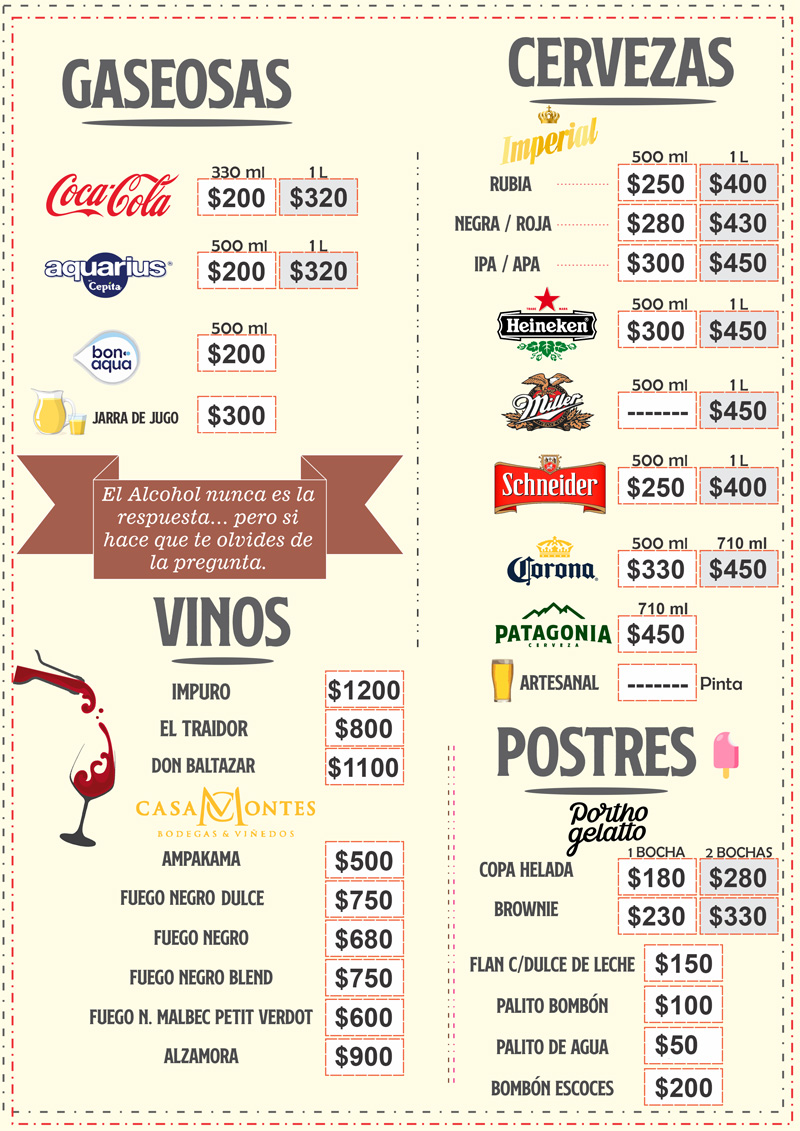 GASEOSAS
Coca-Cola
330 ml 1 L
$200 $320
aquarius
Cepita
500 ml 1 L
$200 $320
bon aqua
500 ml
$200
JARRA DE JUGO $300
El Alcohol nunca es la
respuesta... pero si
hace que te olvides de
la pregunta.
VINOS
IMPURO $1200
EL TRAIDOR $800
DON BALTAZAR $1100
CASA MONTES
BODEGAS & VIÑEDOS
AMPAKAMA $500
FUEGO NEGRO DULCE $750
FUEGO NEGRO $680
FUEGO NEGRO BLEND $750
FUEGO N. MALBEC PETIT VERDOT $600
ALZAMORA $900
CERVEZAS
Imperial
500 ml 1 L
RUBIA $250 $400
NEGRA / ROJA $280 $430
IPA / APA $300 $450
500 ml 1 L
Heineken $300 $450
500 ml 1 L
Miller ------- $450
500 ml 1 L
Schneider $250 $400
500 ml 710 ml
Corona $330 $450
710 ml
PATAGONIA $450
CERVEZA
ARTESANAL ------- Pinta
POSTRES
Portho
gelatto
1 BOCHA 2 BOCHAS
COPA HELADA $180 $280
BROWNIE $230 $330
FLAN C/DULCE DE LECHE $150
PALITO BOMBÓN $100
PALITO DE AGUA $50
BOMBÓN ESCOCES $200